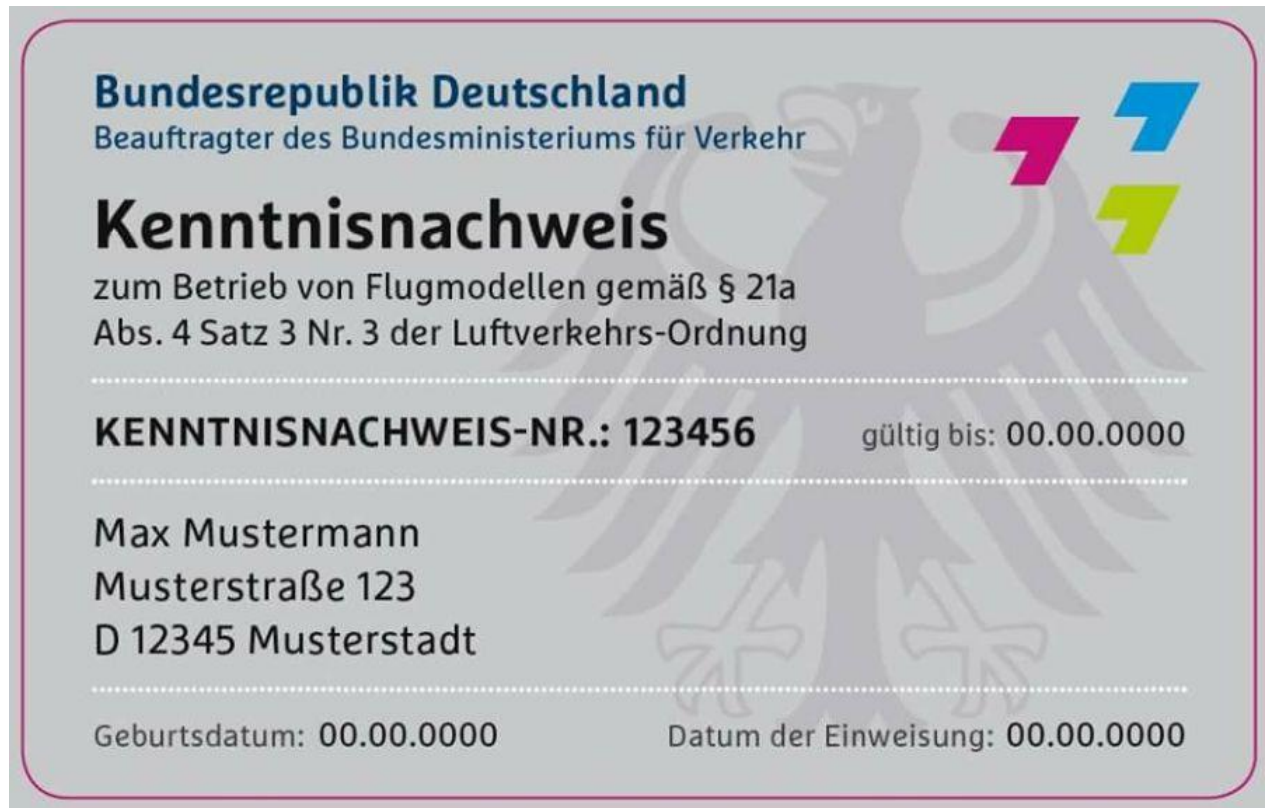 Bundesrepublik Deutschland
Beauftragter des Bundesministeriums für Verkehr
Kenntnisnachweis
zum Betrieb von Flugmodellen gemäß § 21a
Abs. 4 Satz 3 Nr. 3 der Luftverkehrs-Ordnung
KENNTNISNACHWEIS-NR.: 123456 gültig bis: 00.00.0000
Max Mustermann
Musterstraße 123
D 12345 Musterstadt
Geburtsdatum: 00.00.0000 Datum der Einweisung: 00.00.0000